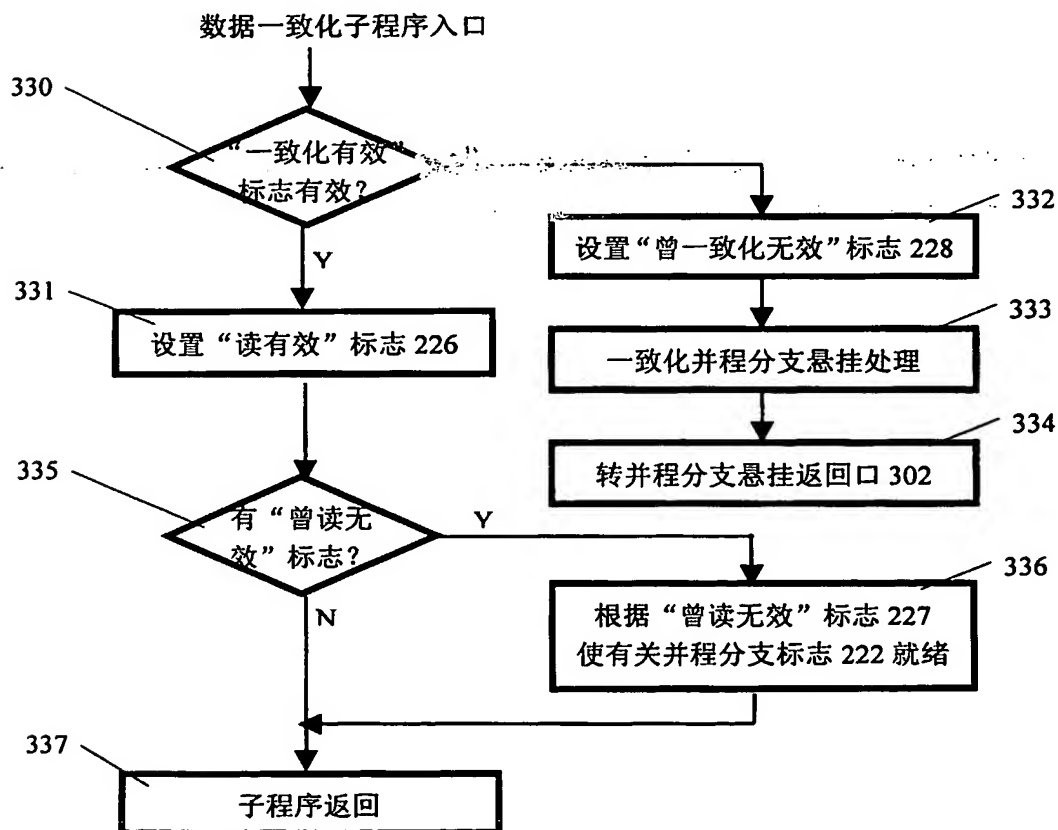 数据一致化子程序入口
330
“一致化有效”
标志有效？
332
设置“曾一致化无效”标志 228
Y
331
设置“读有效”标志 226
333
一致化并程分支悬挂处理
334
转并程分支悬挂返回口 302
335
有“曾读无
效”标志？
Y
336
根据“曾读无效”标志 227
使有关并程分支标志 222 就绪
N
337
子程序返回